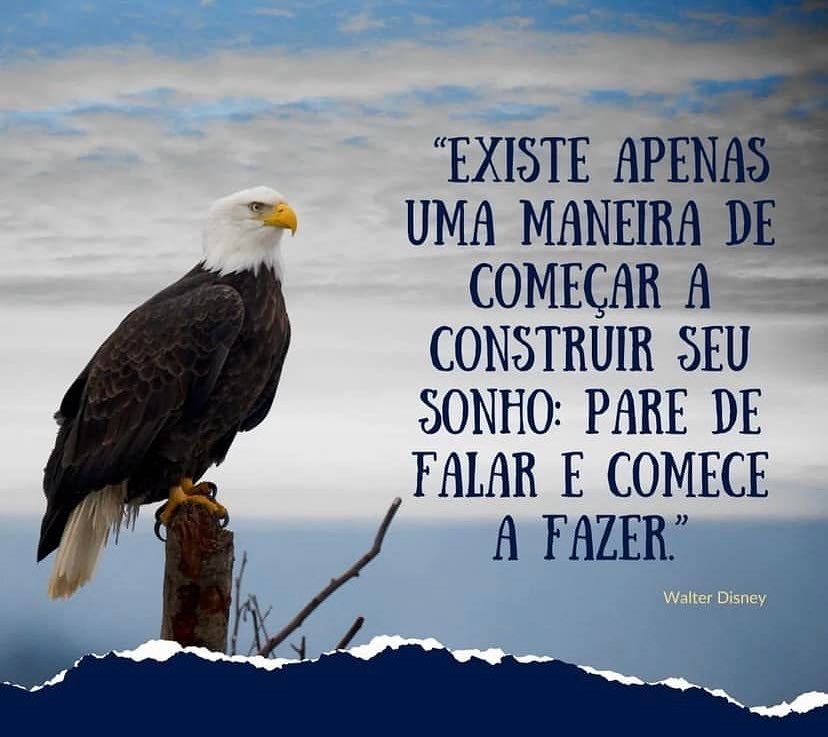 “EXISTE APENAS
UMA MANEIRA DE
COMEÇAR A
CONSTRUIR SEU
SONHO: PARE DE
FALAR E COMECE
A FAZER.”
Walter Disney